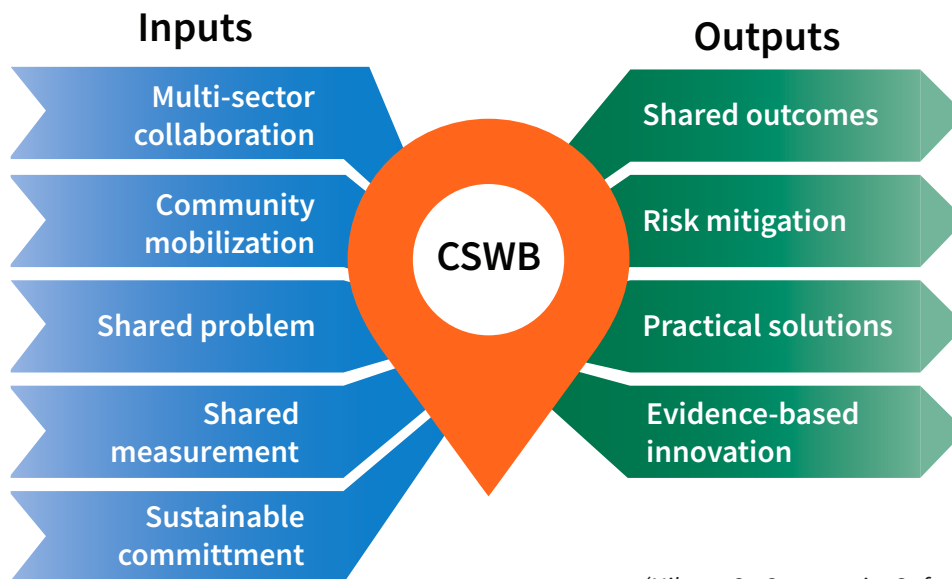 Inputs
Multi-sector
collaboration
Community
mobilization
Shared problem
Shared
measurement
Sustainable
committment
CSWB
Outputs
Shared outcomes
Risk mitigation
Practical solutions
Evidence-based
innovation